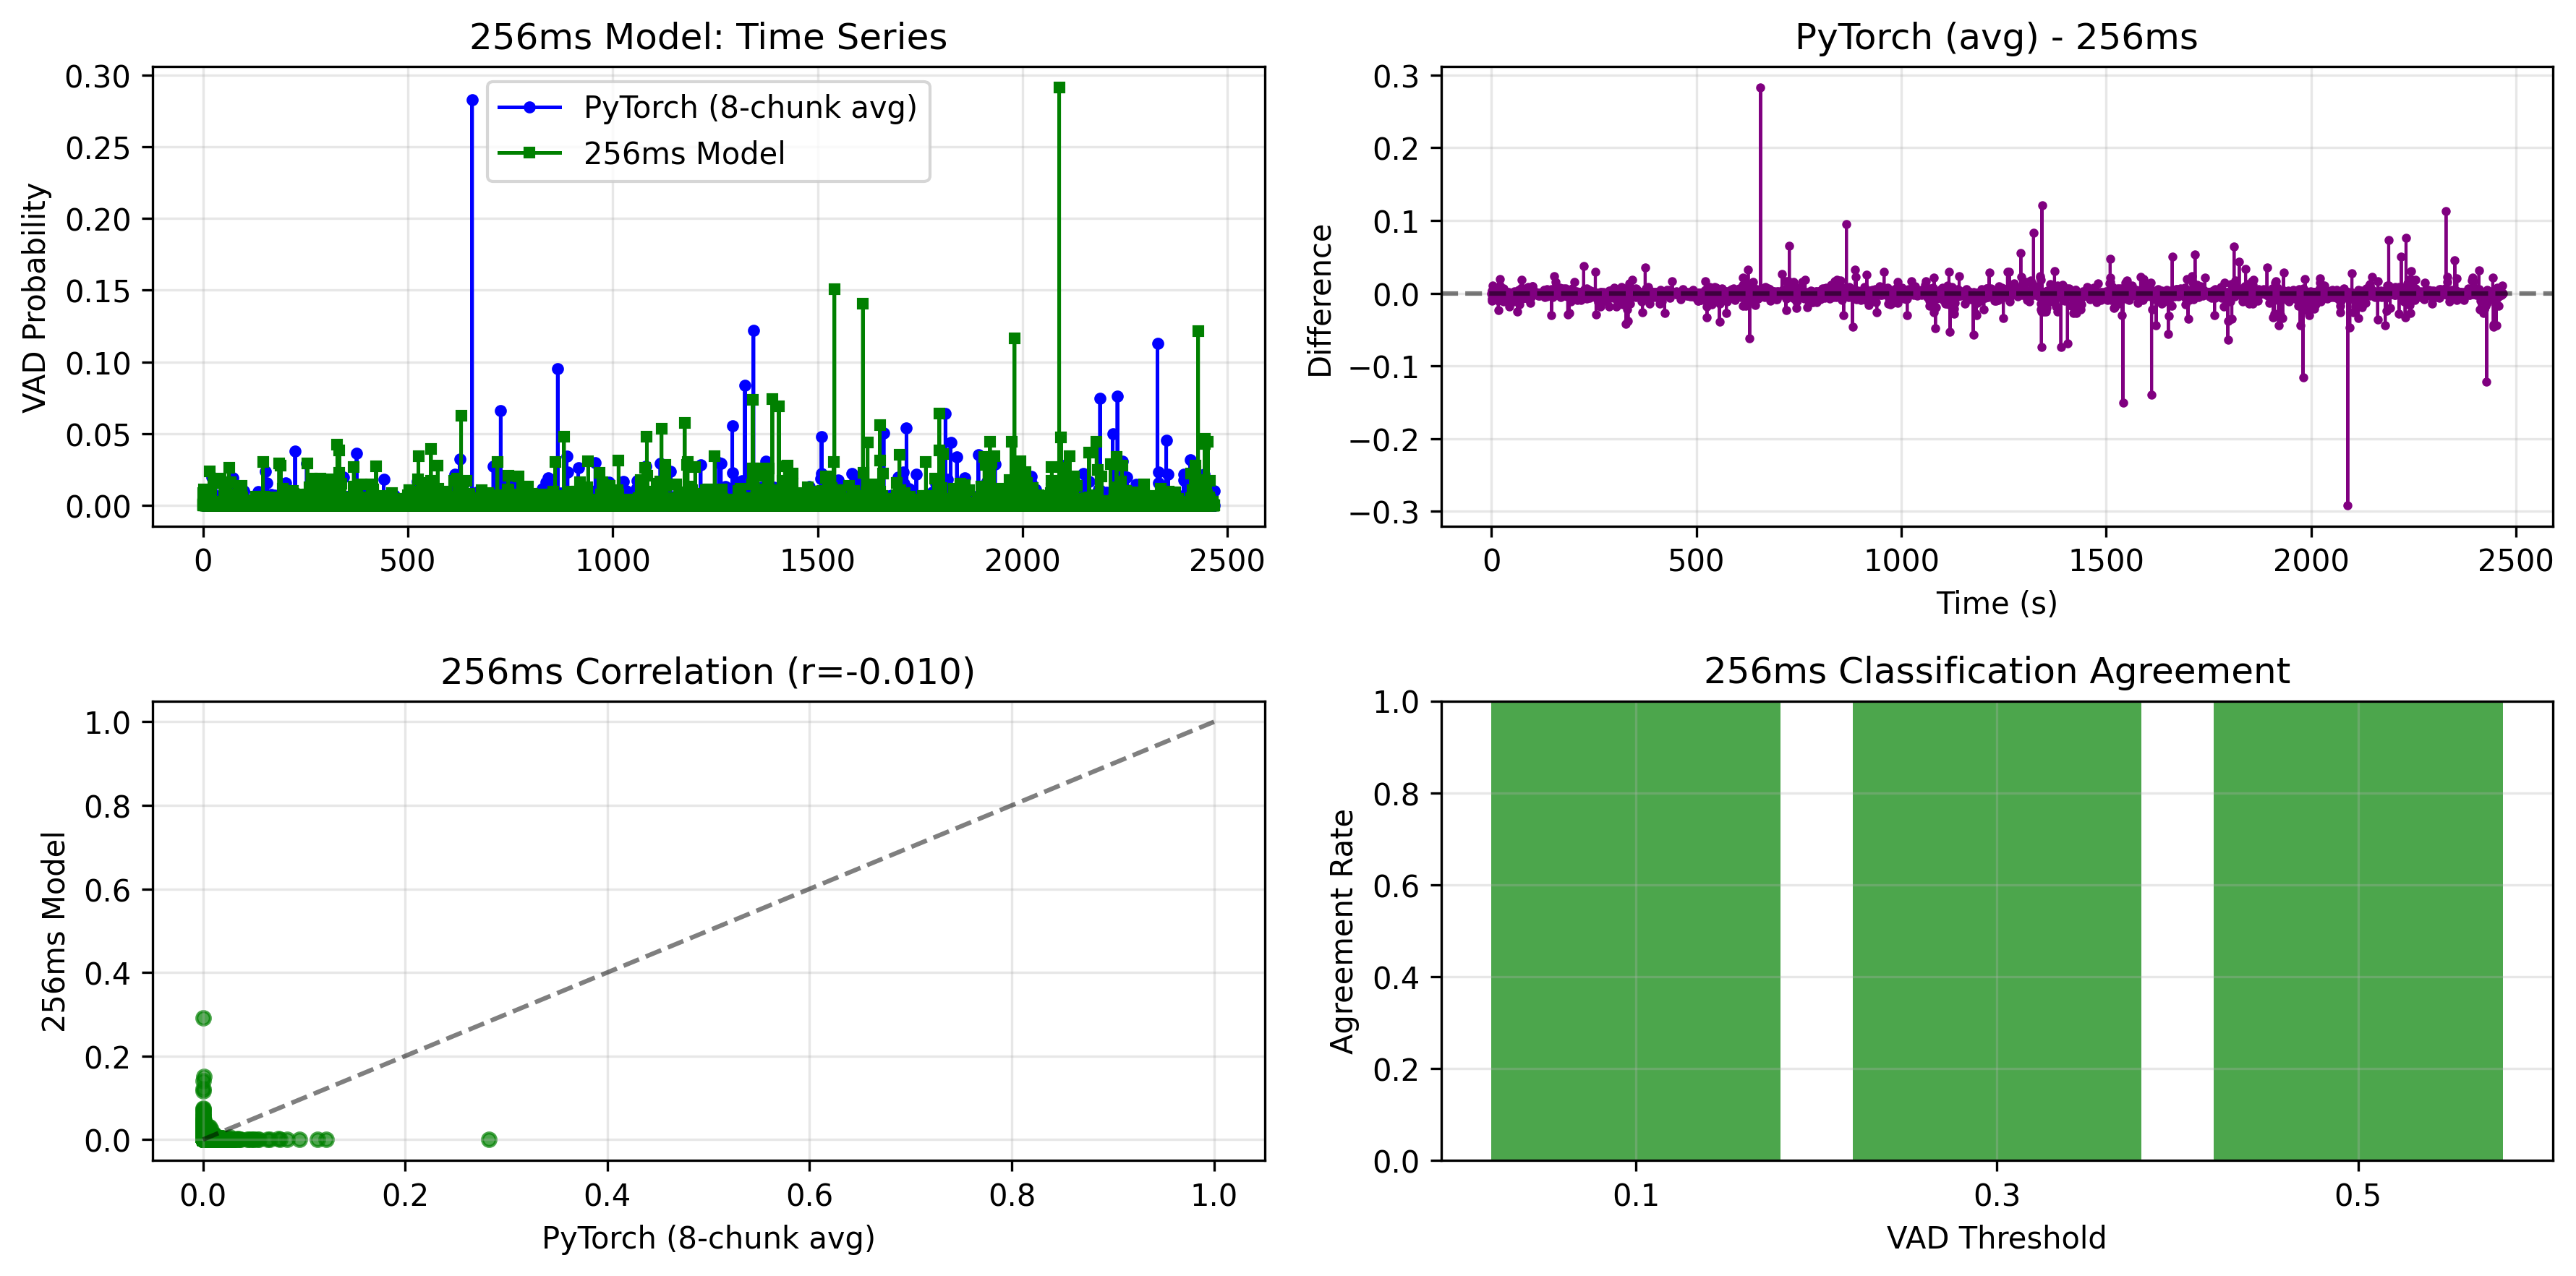 256ms Model: Time Series
VAD Probability
0.30
0.25
0.20
0.15
0.10
0.05
0.00
PyTorch (8-chunk avg)
256ms Model
0 500 1000 1500 2000 2500
PyTorch (avg) - 256ms
Difference
0.3
0.2
0.1
0.0
−0.1
−0.2
−0.3
0 500 1000 1500 2000 2500
Time (s)
256ms Correlation (r=-0.010)
256ms Model
1.0
0.8
0.6
0.4
0.2
0.0
0.0 0.2 0.4 0.6 0.8 1.0
PyTorch (8-chunk avg)
256ms Classification Agreement
Agreement Rate
1.0
0.8
0.6
0.4
0.2
0.0
0.1 0.3 0.5
VAD Threshold